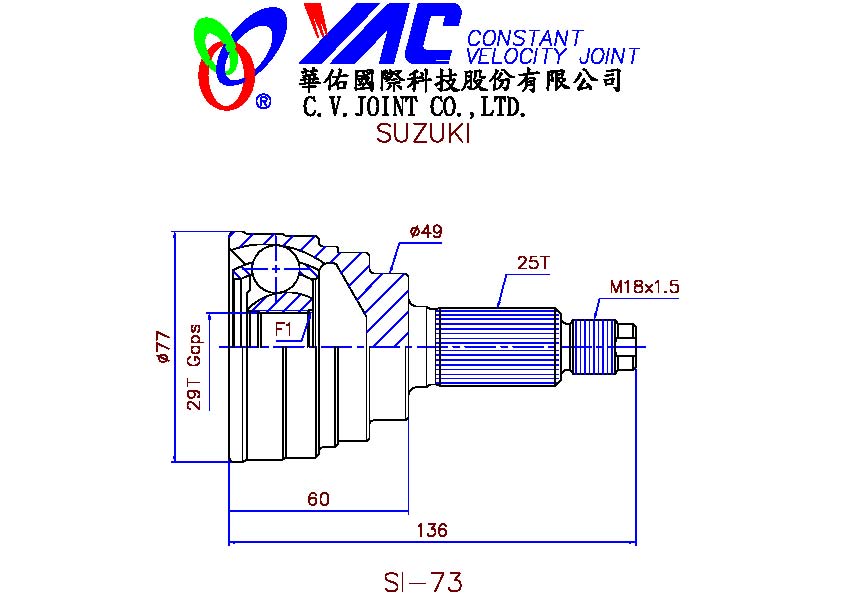 YAC CONSTANT
VELOCITY JOINT
®
華佑國際科技股份有限公司
C.V.JOINT CO.,LTD.
SUZUKI
ø49
25T
M18x1.5
F1
ø77
29T Gaps
60
136
SI-73